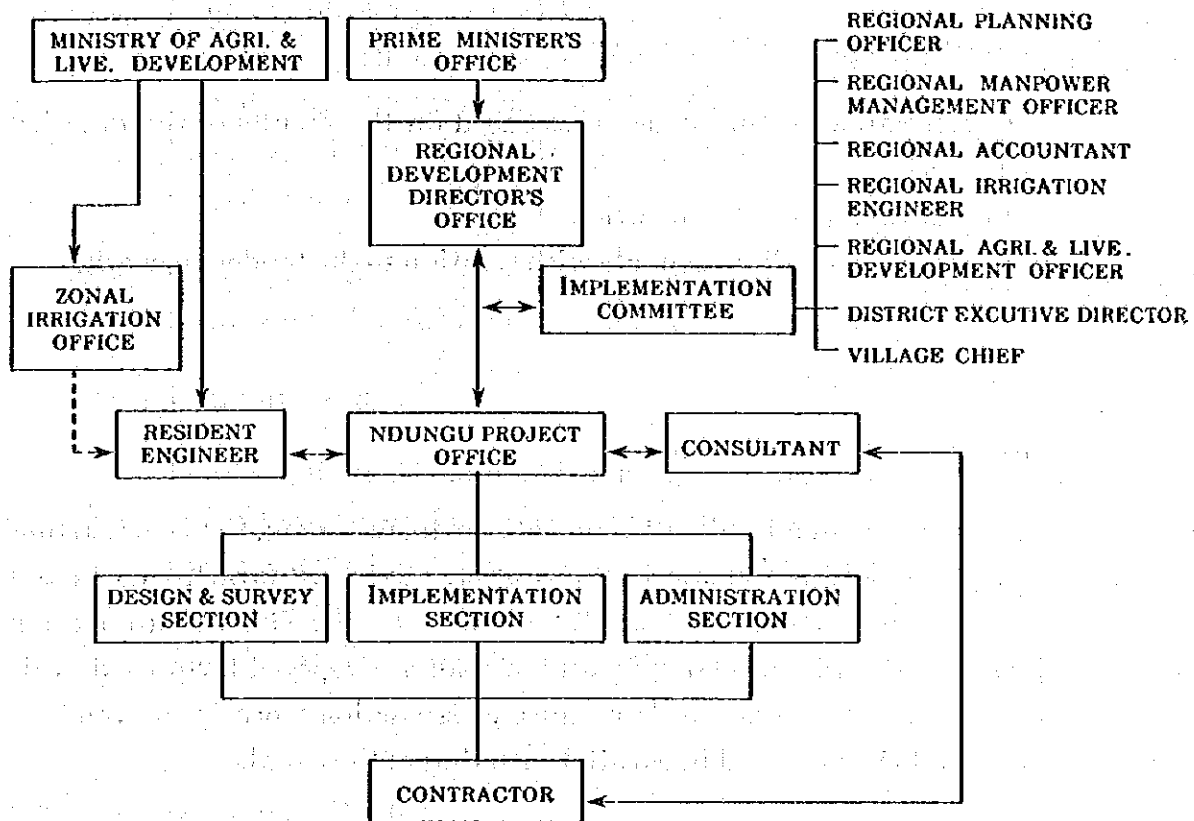 MINISTRY OF AGRI. &
LIVE. DEVELOPMENT
PRIME MINISTER'S
OFFICE
REGIONAL PLANNING
OFFICER
REGIONAL MANPOWER
MANAGEMENT OFFICER
REGIONAL ACCOUNTANT
REGIONAL IRRIGATION
ENGINEER
REGIONAL AGRI. & LIVE.
DEVELOPMENT OFFICER
DISTRICT EXCUTIVE DIRECTOR
VILLAGE CHIEF
REGIONAL
DEVELOPMENT
DIRECTOR'S
OFFICE
ZONAL
IRRIGATION
OFFICE
IMPLEMENTATION
COMMITTEE
RESIDENT
ENGINEER
NDUNGU PROJECT
OFFICE
CONSULTANT
DESIGN & SURVEY
SECTION
IMPLEMENTATION
SECTION
ADMINISTRATION
SECTION
CONTRACTOR